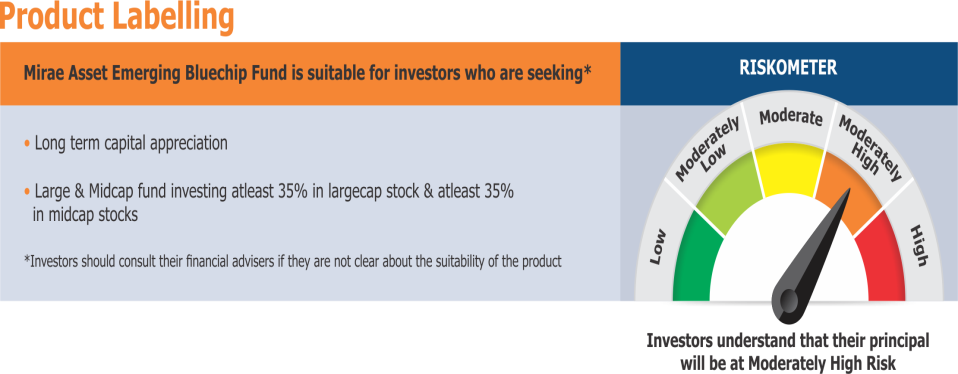 Product Labelling
Mirae Asset Emerging Bluechip Fund is suitable for investors who are seeking*
• Long term capital appreciation
• Large & Midcap fund investing atleast 35% in largecap stock & atleast 35%
in midcap stocks
*Investors should consult their financial advisers if they are not clear about the suitability of the product
RISKOMETER
Low
Moderately
Low
Moderate
Moderately
High
High
Investors understand that their principal
will be at Moderately High Risk